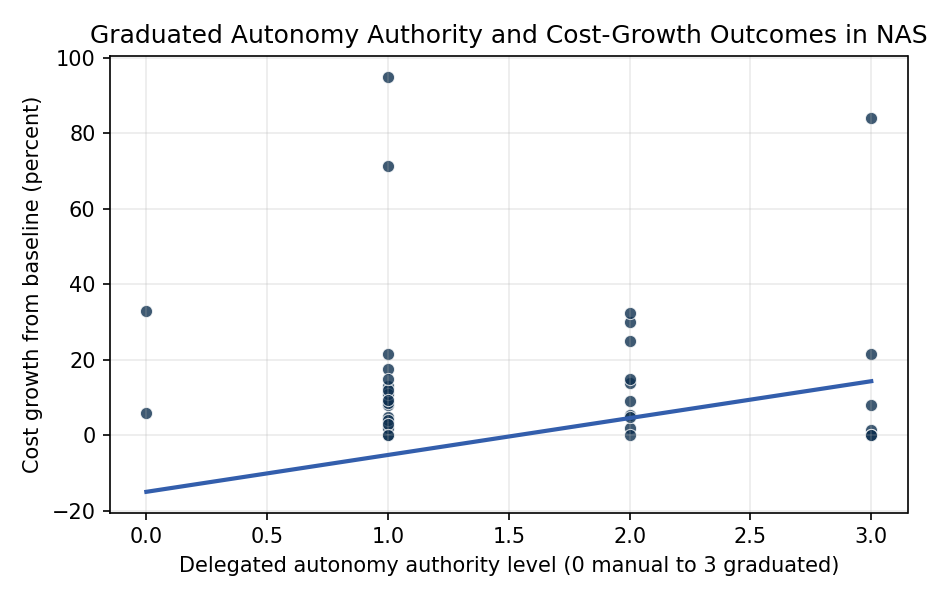 Graduated Autonomy Authority and Cost-Growth Outcomes in NAS
Cost growth from baseline (percent)
100
80
60
40
20
0
−20
0.0 0.5 1.0 1.5 2.0 2.5 3.0
Delegated autonomy authority level (0 manual to 3 graduated)